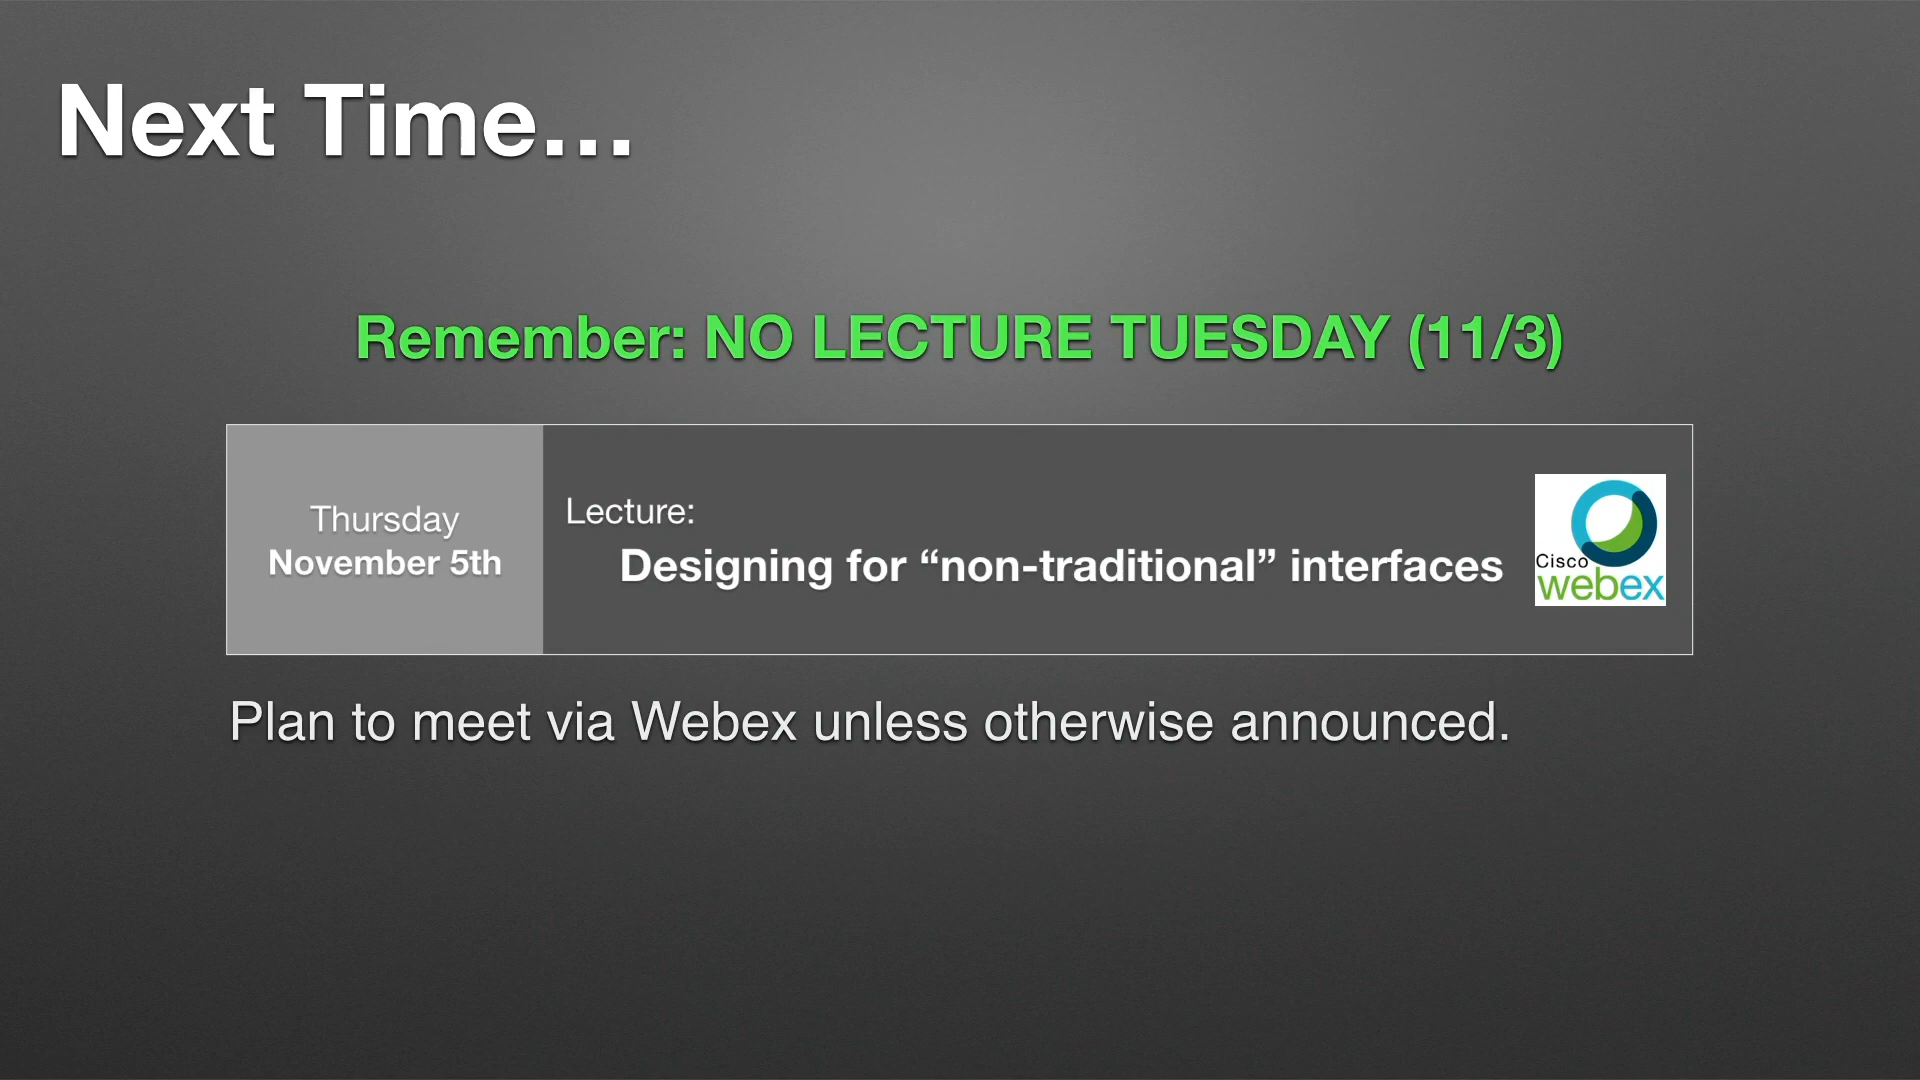 Next Time…
Remember: NO LECTURE TUESDAY (11/3)
Thursday
November 5th
Lecture:
Designing for “non-traditional” interfaces
Cisco
webex
Plan to meet via Webex unless otherwise announced.